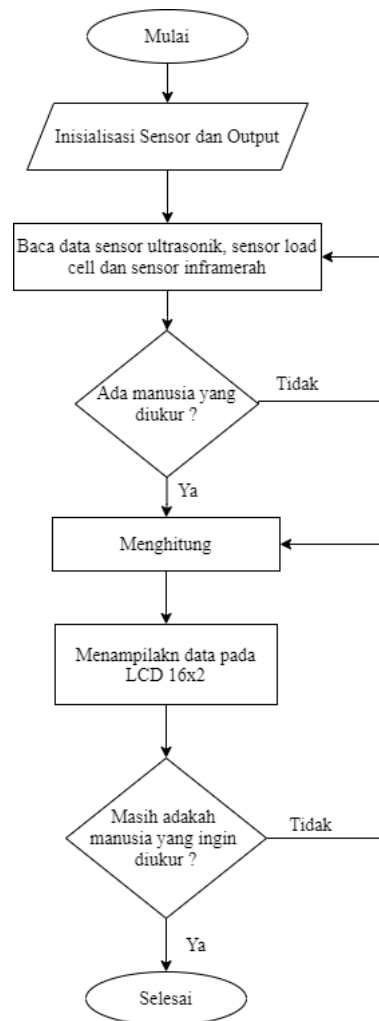 Mulai
Inisialisasi Sensor dan Output
Baca data sensor ultrasonik, sensor load
cell dan sensor inframerah
Ada manusia yang
diukur ?
Tidak
Ya
Menghitung
Menampilakn data pada
LCD 16x2
Masih adakah
manusia yang ingin
diukur ?
Tidak
Ya
Selesai